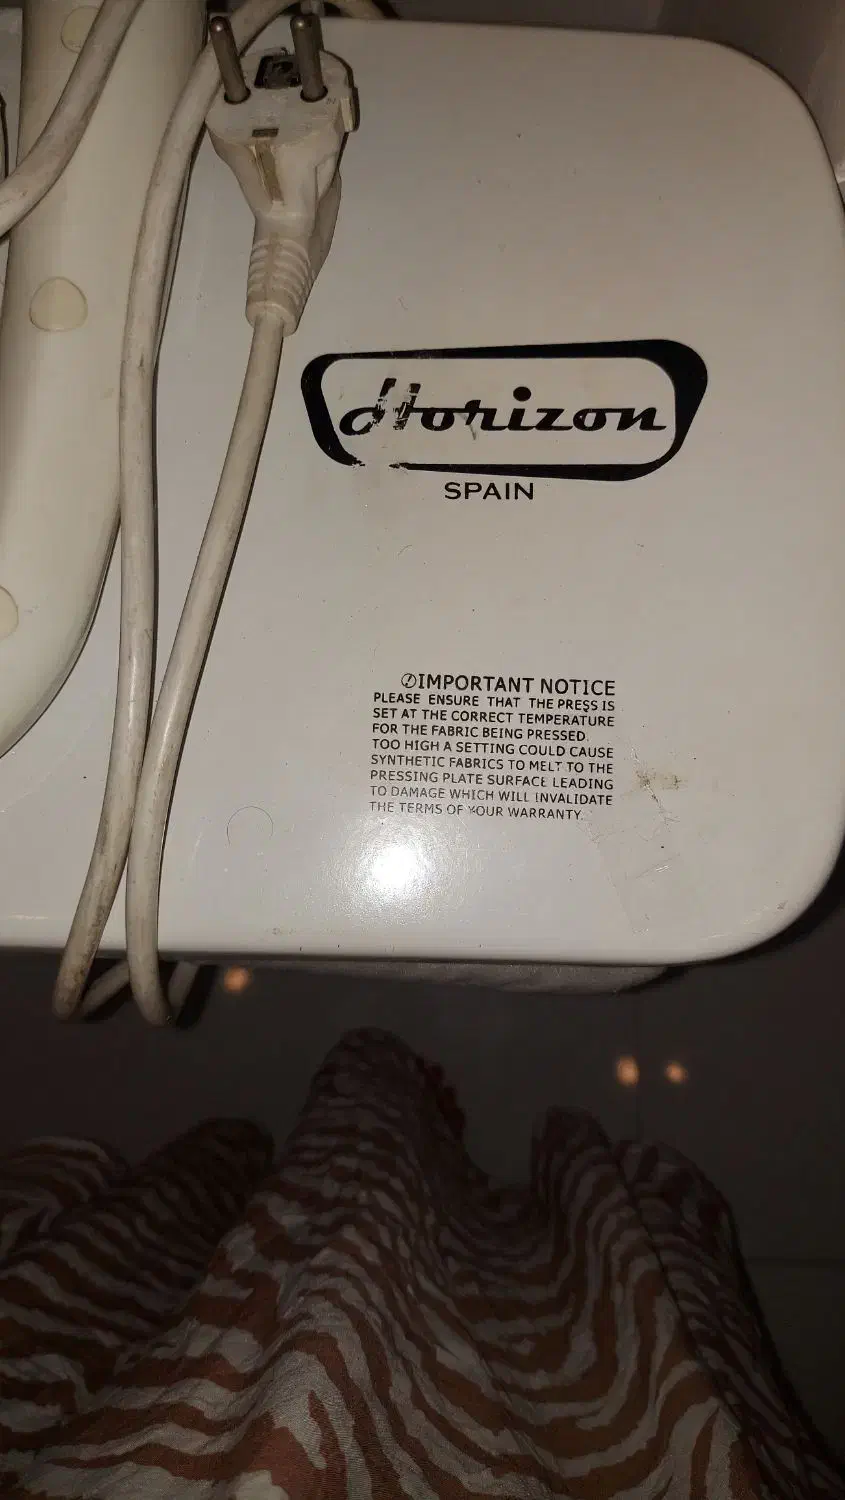 Horizon
SPAIN
IMPORTANT NOTICE
PLEASE ENSURE THAT THE PRESS IS
SET AT THE CORRECT TEMPERATURE
FOR THE FABRIC BEING PRESSED.
TOO HIGH A SETTING COULD CAUSE
SYNTHETIC FABRICS TO MELT TO THE
PRESSING PLATE SURFACE LEADING
TO DAMAGE WHICH WILL INVALIDATE
THE TERMS OF YOUR WARRANTY.